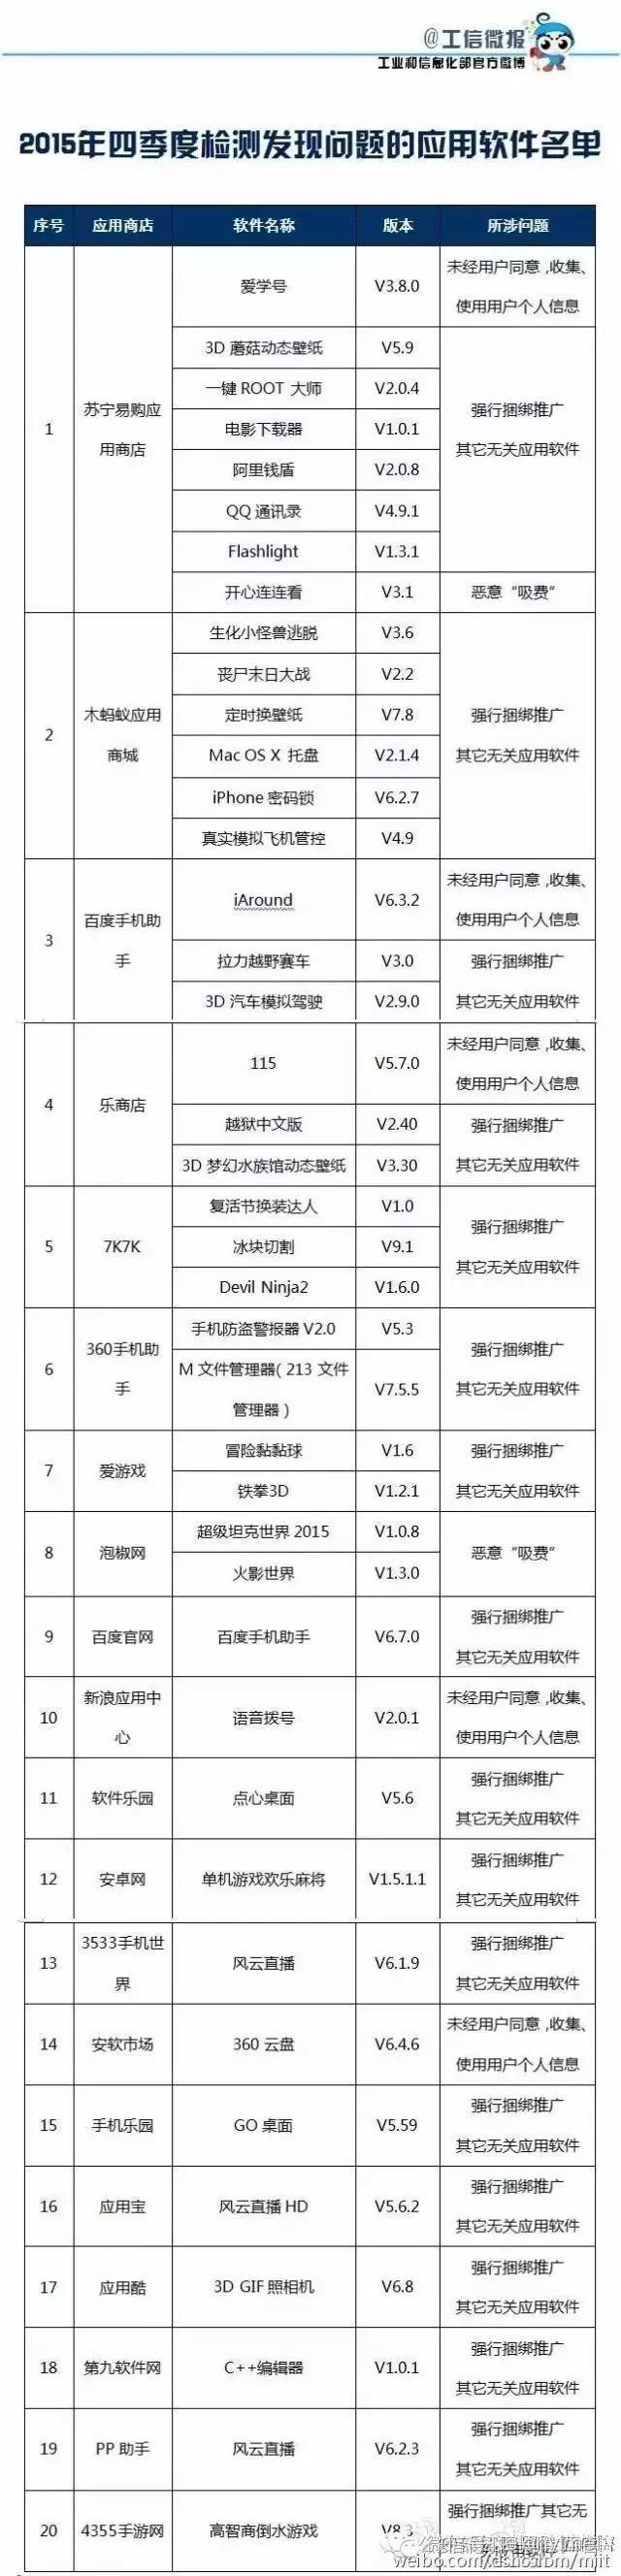 @工信微报
工业和信息化部官方微博
2015年四季度检测发现问题的应用软件名单
序号 应用商店 软件名称 版本 所涉问题
1 苏宁易购应用商店 爱学号 V3.8.0 未经用户同意,收集、使用用户个人信息
3D 蘑菇动态壁纸 V5.9 强行捆绑推广其它无关应用软件
一键 ROOT 大师 V2.0.4
电影下载器 V1.0.1
阿里钱盾 V2.0.8
QQ 通讯录 V4.9.1
Flashlight V1.3.1
开心连连看 V3.1 恶意“吸费”
2 木蚂蚁应用商城 生化小怪兽逃脱 V3.6 强行捆绑推广其它无关应用软件
丧尸末日大战 V2.2
定时换壁纸 V7.8
Mac OS X 托盘 V2.1.4
iPhone 密码锁 V6.2.7
真实模拟飞机管控 V4.9
3 百度手机助手 iAround V6.3.2 未经用户同意,收集、使用用户个人信息
拉力越野赛车 V3.0 强行捆绑推广其它无关应用软件
3D 汽车模拟驾驶 V2.9.0
4 乐商店 115 V5.7.0 未经用户同意,收集、使用用户个人信息
越狱中文版 V2.40 强行捆绑推广其它无关应用软件
3D 梦幻水族馆动态壁纸 V3.30
5 7K7K 复活节换装达人 V1.0 强行捆绑推广其它无关应用软件
冰块切割 V9.1
Devil Ninja2 V1.6.0
6 360手机助手 手机防盗警报器 V2.0 V5.3 强行捆绑推广其它无关应用软件
M 文件管理器(213 文件管理器) V7.5.5
7 爱游戏 冒险黏黏球 V1.6 强行捆绑推广其它无关应用软件
铁拳3D V1.2.1
8 泡椒网 超级坦克世界 2015 V1.0.8 恶意“吸费”
火影世界 V1.3.0
9 百度官网 百度手机助手 V6.7.0 强行捆绑推广其它无关应用软件
10 新浪应用中心 语音拨号 V2.0.1 未经用户同意,收集、使用用户个人信息
11 软件乐园 点心桌面 V5.6 强行捆绑推广其它无关应用软件
12 安卓网 单机游戏欢乐麻将 V1.5.1.1 强行捆绑推广其它无关应用软件
13 3533手机世界 风云直播 V6.1.9 强行捆绑推广其它无关应用软件
14 安软市场 360 云盘 V6.4.6 未经用户同意,收集、使用用户个人信息
15 手机乐园 GO 桌面 V5.59 强行捆绑推广其它无关应用软件
16 应用宝 风云直播 HD V5.6.2 强行捆绑推广其它无关应用软件
17 应用酷 3D GIF 照相机 V6.8 强行捆绑推广其它无关应用软件
18 第九软件网 C++编辑器 V1.0.1 强行捆绑推广其它无关应用软件
19 PP 助手 风云直播 V6.2.3 强行捆绑推广其它无关应用软件
20 4355手游网 高智商倒水游戏 V8.3 强行捆绑推广其它无